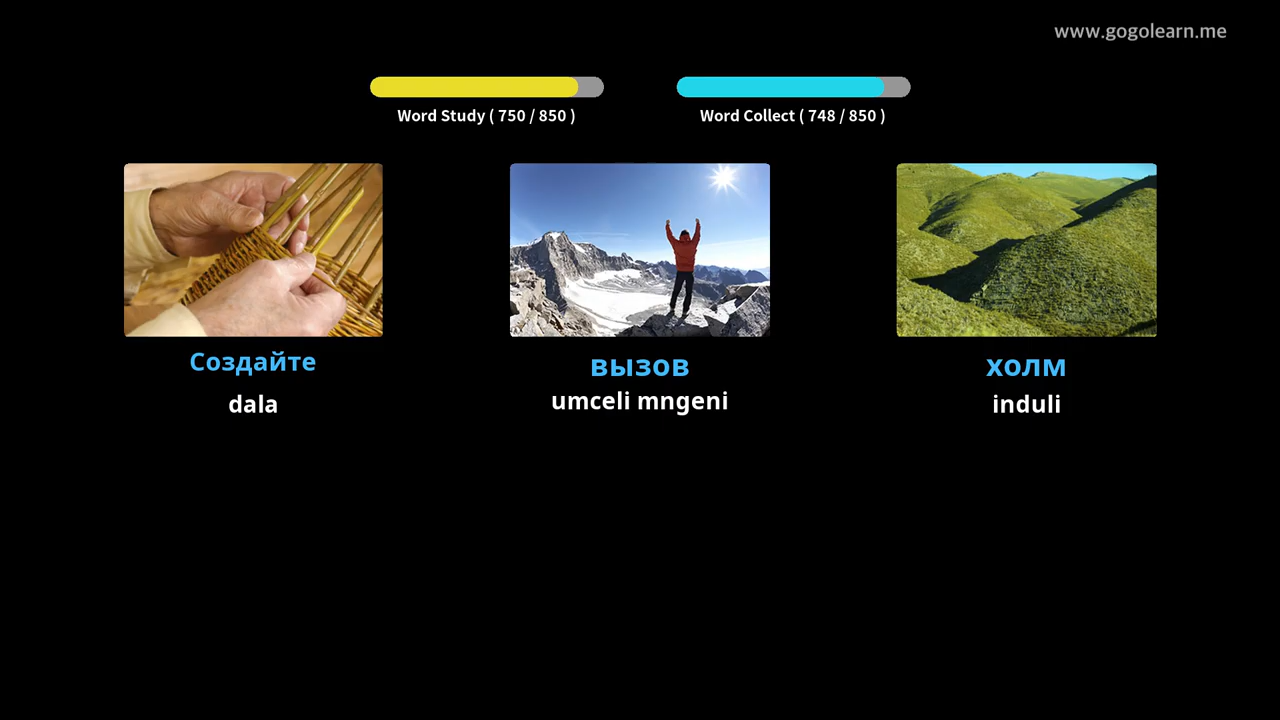 www.gogolearn.me
Word Study ( 750 / 850 )
Word Collect ( 748 / 850 )
Создайте
dala
вызов
umceli mngeni
холм
induli